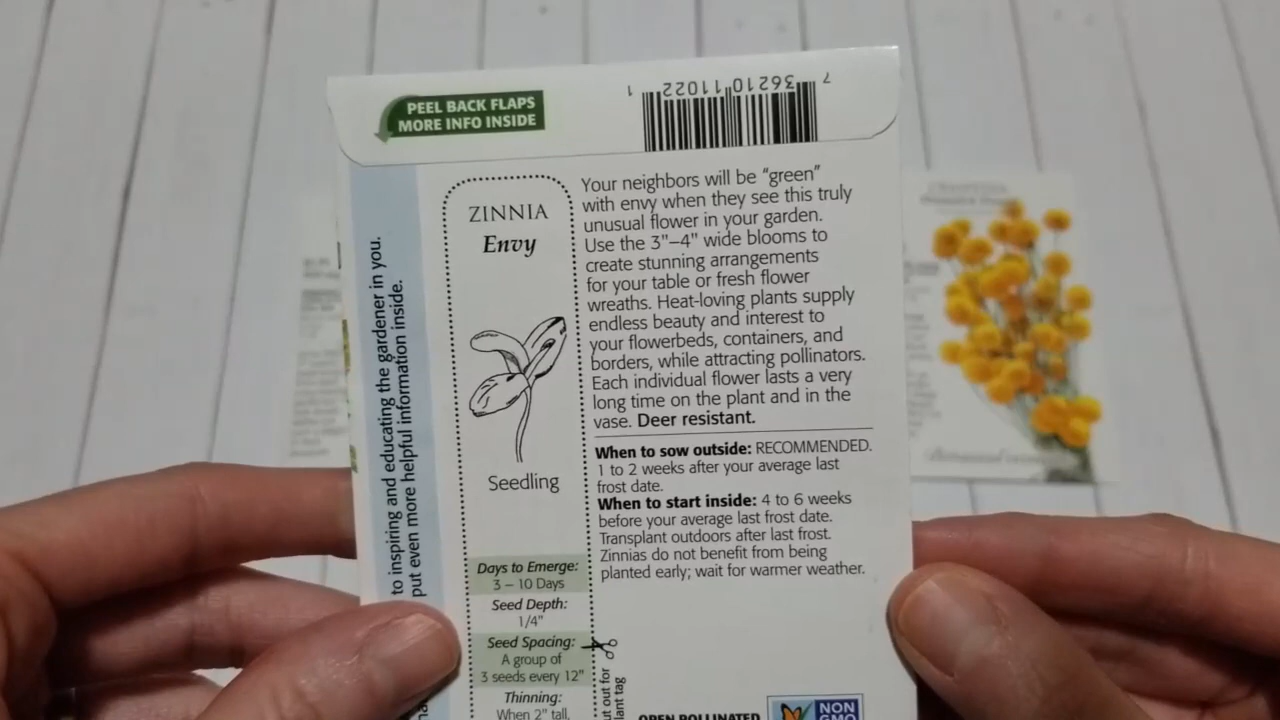 PEEL BACK FLAPS
MORE INFO INSIDE
7 36210 11022 1
to inspiring and educating the gardener in you.
put even more helpful information inside.
ZINNIA
Envy
Seedling
Days to Emerge:
3 – 10 Days
Seed Depth:
1/4"
Seed Spacing:
A group of
3 seeds every 12"
Thinning:
When 2" tall,
Your neighbors will be “green”
with envy when they see this truly
unusual flower in your garden.
Use the 3"–4" wide blooms to
create stunning arrangements
for your table or fresh flower
wreaths. Heat-loving plants supply
endless beauty and interest to
your flowerbeds, containers, and
borders, while attracting pollinators.
Each individual flower lasts a very
long time on the plant and in the
vase. Deer resistant.
When to sow outside: RECOMMENDED.
1 to 2 weeks after your average last
frost date.
When to start inside: 4 to 6 weeks
before your average last frost date.
Transplant outdoors after last frost.
Zinnias do not benefit from being
planted early; wait for warmer weather.
out for
tag
OPEN POLLINATED
NON
GMO